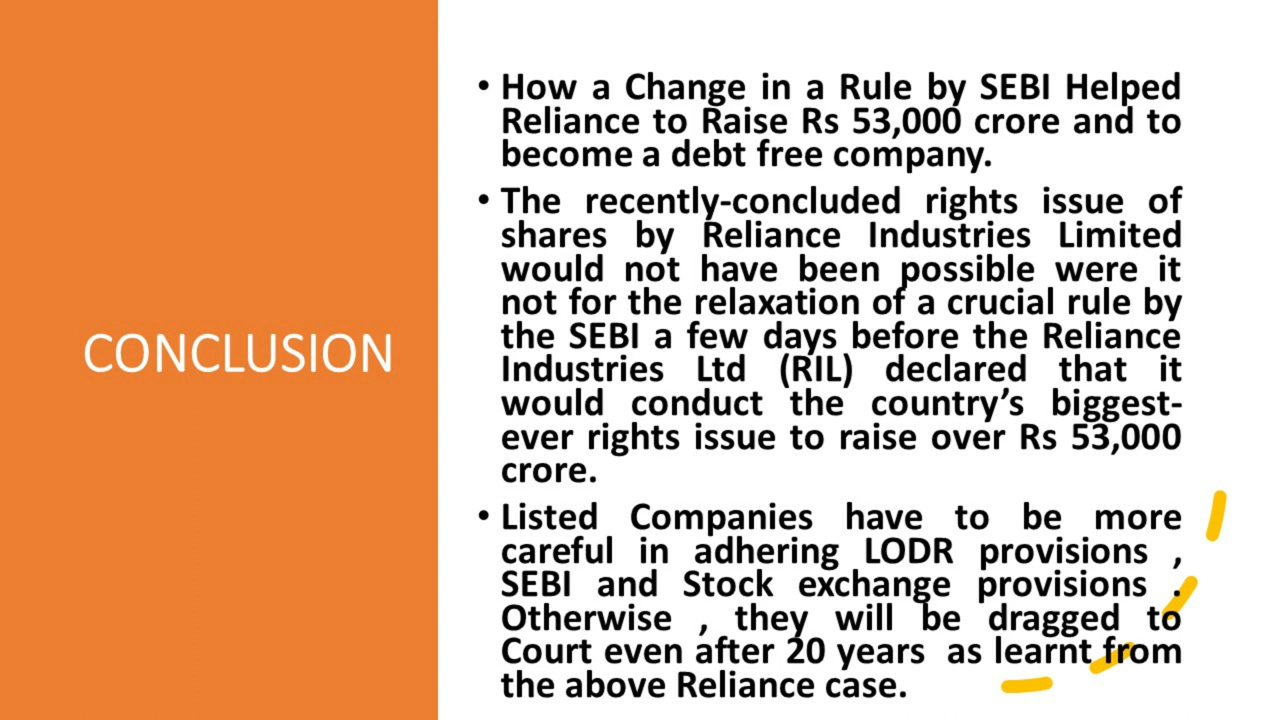 CONCLUSION
• How a Change in a Rule by SEBI Helped
Reliance to Raise Rs 53,000 crore and to
become a debt free company.
• The recently-concluded rights issue of
shares by Reliance Industries Limited
would not have been possible were it
not for the relaxation of a crucial rule by
the SEBI a few days before the Reliance
Industries Ltd (RIL) declared that it
would conduct the country’s biggest-
ever rights issue to raise over Rs 53,000
crore.
• Listed Companies have to be more
careful in adhering LODR provisions ,
SEBI and Stock exchange provisions .
Otherwise , they will be dragged to
Court even after 20 years as learnt from
the above Reliance case.